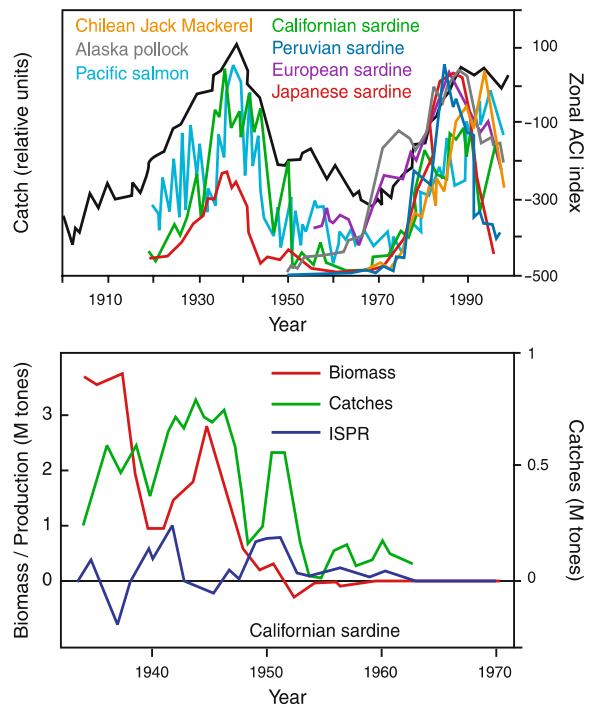 Chilean Jack Mackerel
Alaska pollock
Pacific salmon
Californian sardine
Peruvian sardine
European sardine
Japanese sardine
Catch (relative units)
100
-100
-300
-500
Zonal ACI index
1910
1930
1950
1970
1990
Year
Biomass / Production (M tones)
3
2
1
0
Biomass
Catches
ISPR
1
0.5
0
Catches (M tones)
Californian sardine
1940
1950
1960
1970
Year